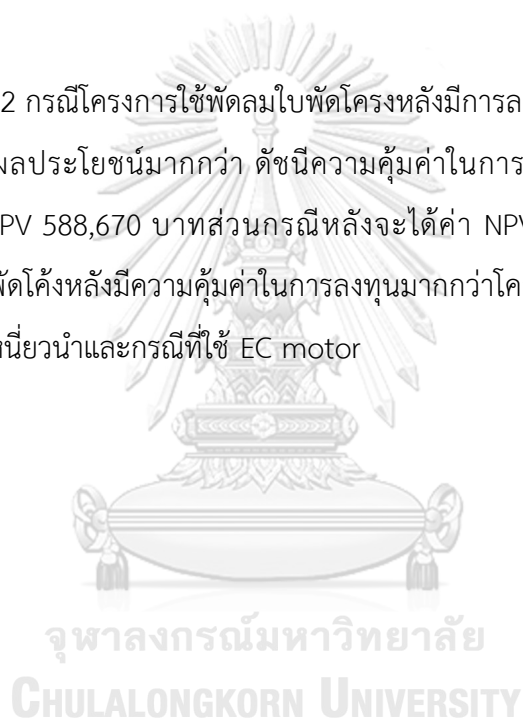 2 กรณีโครงการใช้พัดลมใบพัดโครงหลังมีการล
ผลประโยชน์มากกว่า ดัชนีความคุ้มค่าในการ
PV 588,670 บาทส่วนกรณีหลังจะได้ค่า NPV
พัดโค้งหลังมีความคุ้มค่าในการลงทุนมากกว่าโค
หนี่ยวนำและกรณีที่ใช้ EC motor
จุฬาลงกรณ์มหาวิทยาลัย
CHULALONGKORN UNIVERSITY